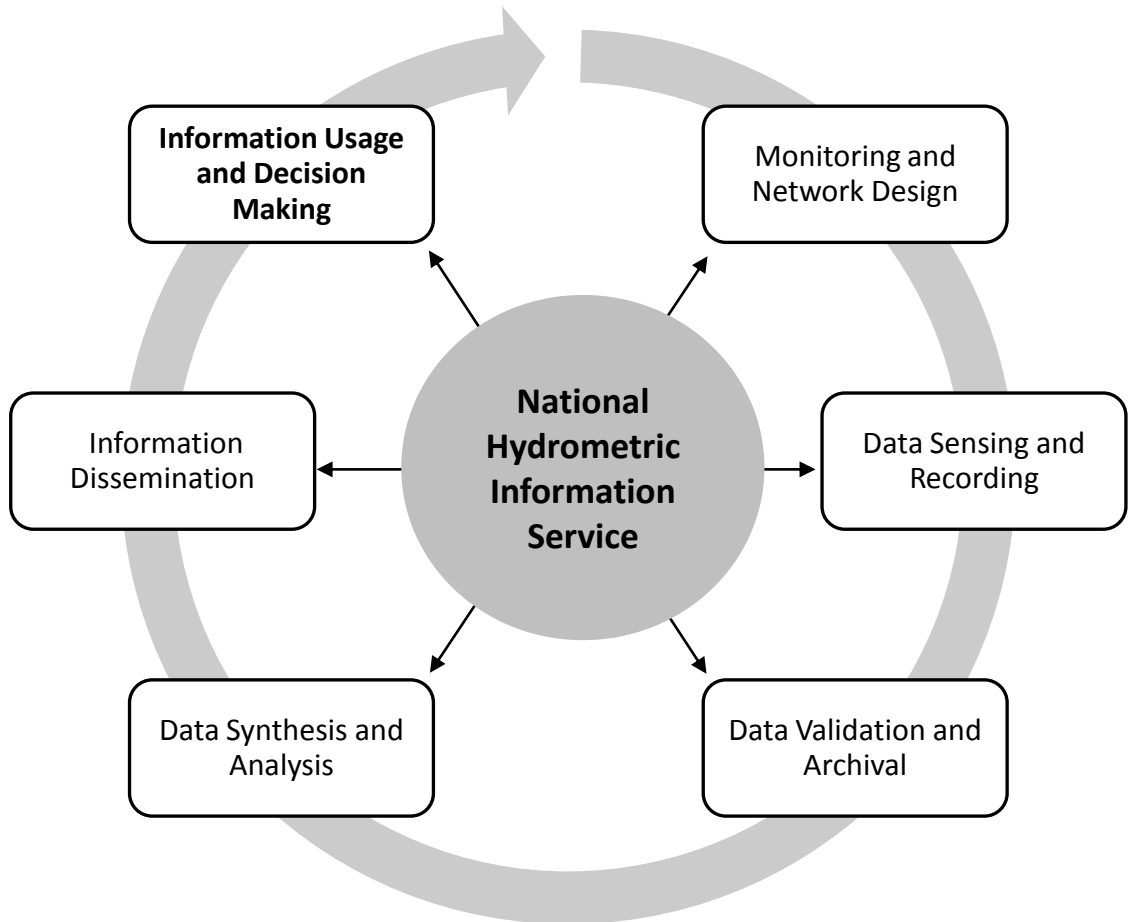 Information Usage
and Decision
Making
Monitoring and
Network Design
Information
Dissemination
National
Hydrometric
Information
Service
Data Sensing and
Recording
Data Synthesis and
Analysis
Data Validation and
Archival